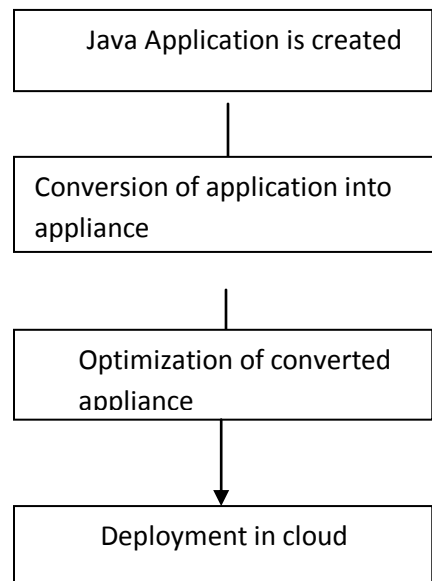 Java Application is created
Conversion of application into
appliance
Optimization of converted
appliance
Deployment in cloud